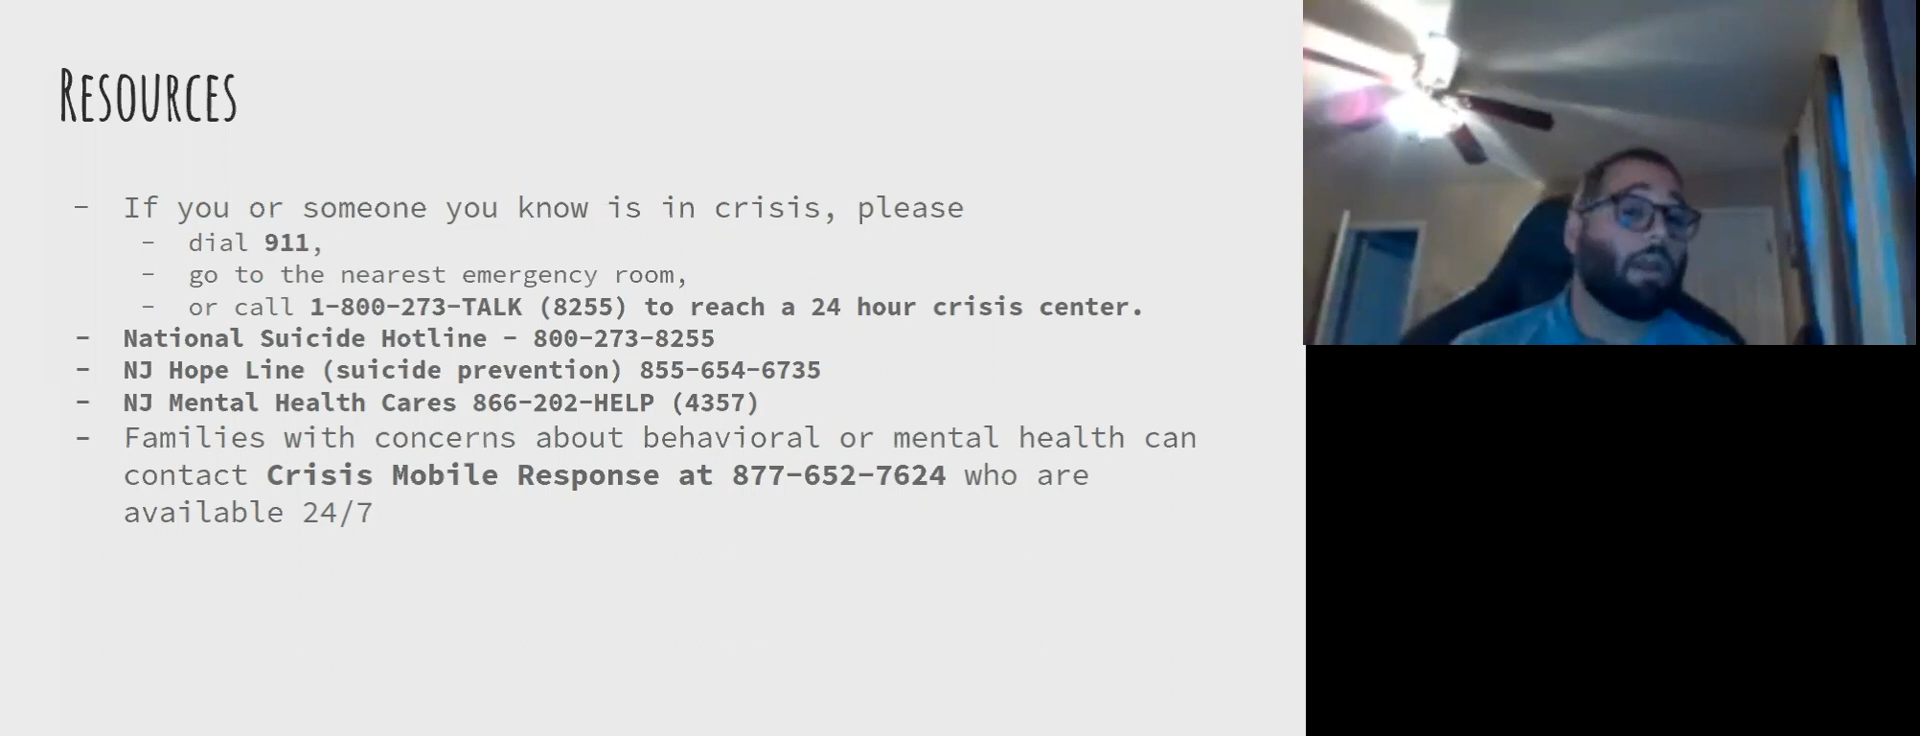 Resources
- If you or someone you know is in crisis, please
- dial 911,
- go to the nearest emergency room,
- or call 1-800-273-TALK (8255) to reach a 24 hour crisis center.
- National Suicide Hotline - 800-273-8255
- NJ Hope Line (suicide prevention) 855-654-6735
- NJ Mental Health Cares 866-202-HELP (4357)
- Families with concerns about behavioral or mental health can
contact Crisis Mobile Response at 877-652-7624 who are
available 24/7